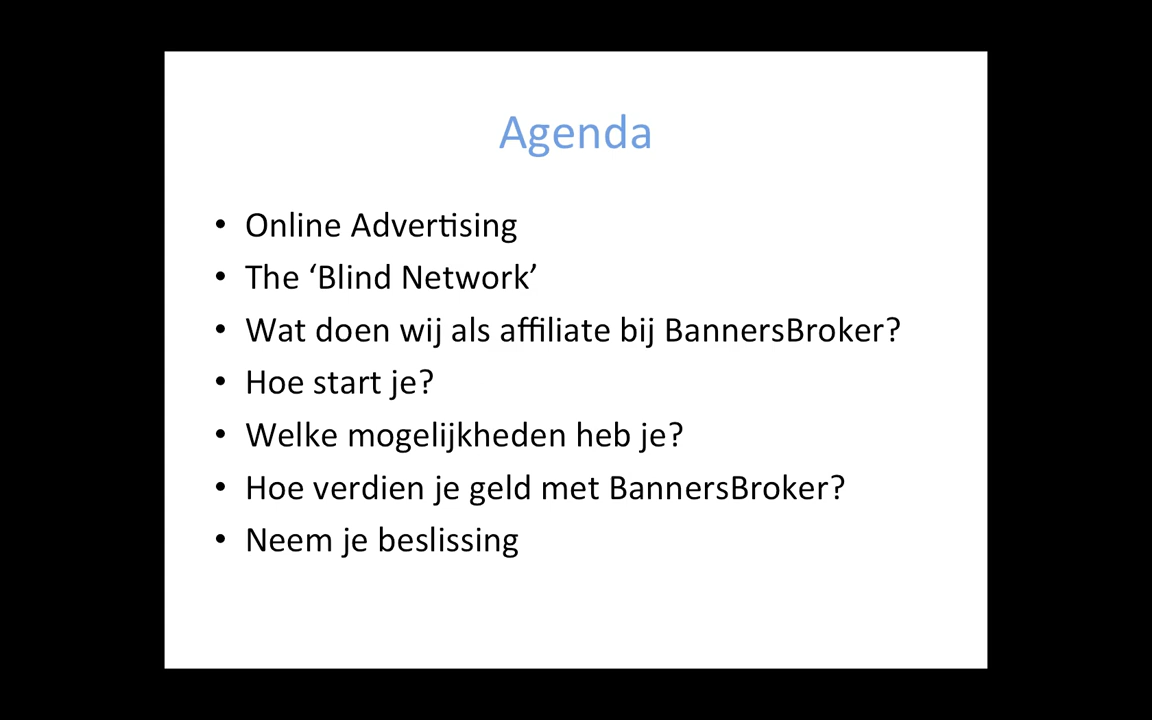 Agenda
• Online Advertising
• The ‘Blind Network’
• Wat doen wij als affiliate bij BannersBroker?
• Hoe start je?
• Welke mogelijkheden heb je?
• Hoe verdien je geld met BannersBroker?
• Neem je beslissing